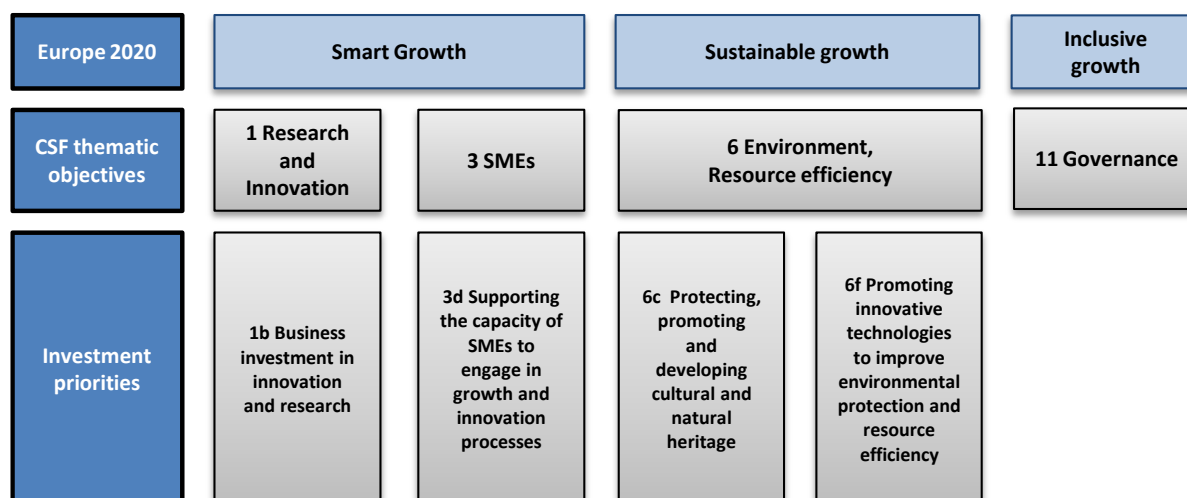 Europe 2020
Smart Growth
Sustainable growth
Inclusive
growth
CSF thematic
objectives
1 Research
and
Innovation
3 SMEs
6 Environment,
Resource efficiency
11 Governance
Investment
priorities
1b Business
investment in
innovation
and research
3d Supporting
the capacity of
SMEs to
engage in
growth and
innovation
processes
6c Protecting,
promoting
and
developing
cultural and
natural
heritage
6f Promoting
innovative
technologies
to improve
environmental
protection and
resource
efficiency